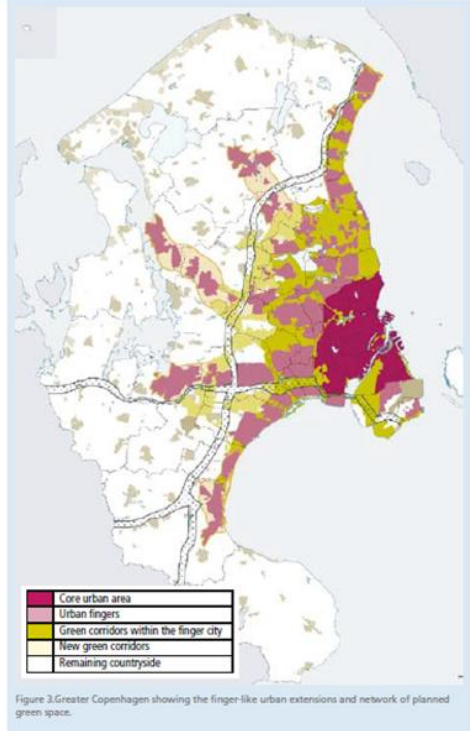 Core urban area
Urban fingers
Green corridors within the finger city
New green corridors
Remaining countryside
Figure 3.Greater Copenhagen showing the finger-like urban extensions and network of planned
green space.